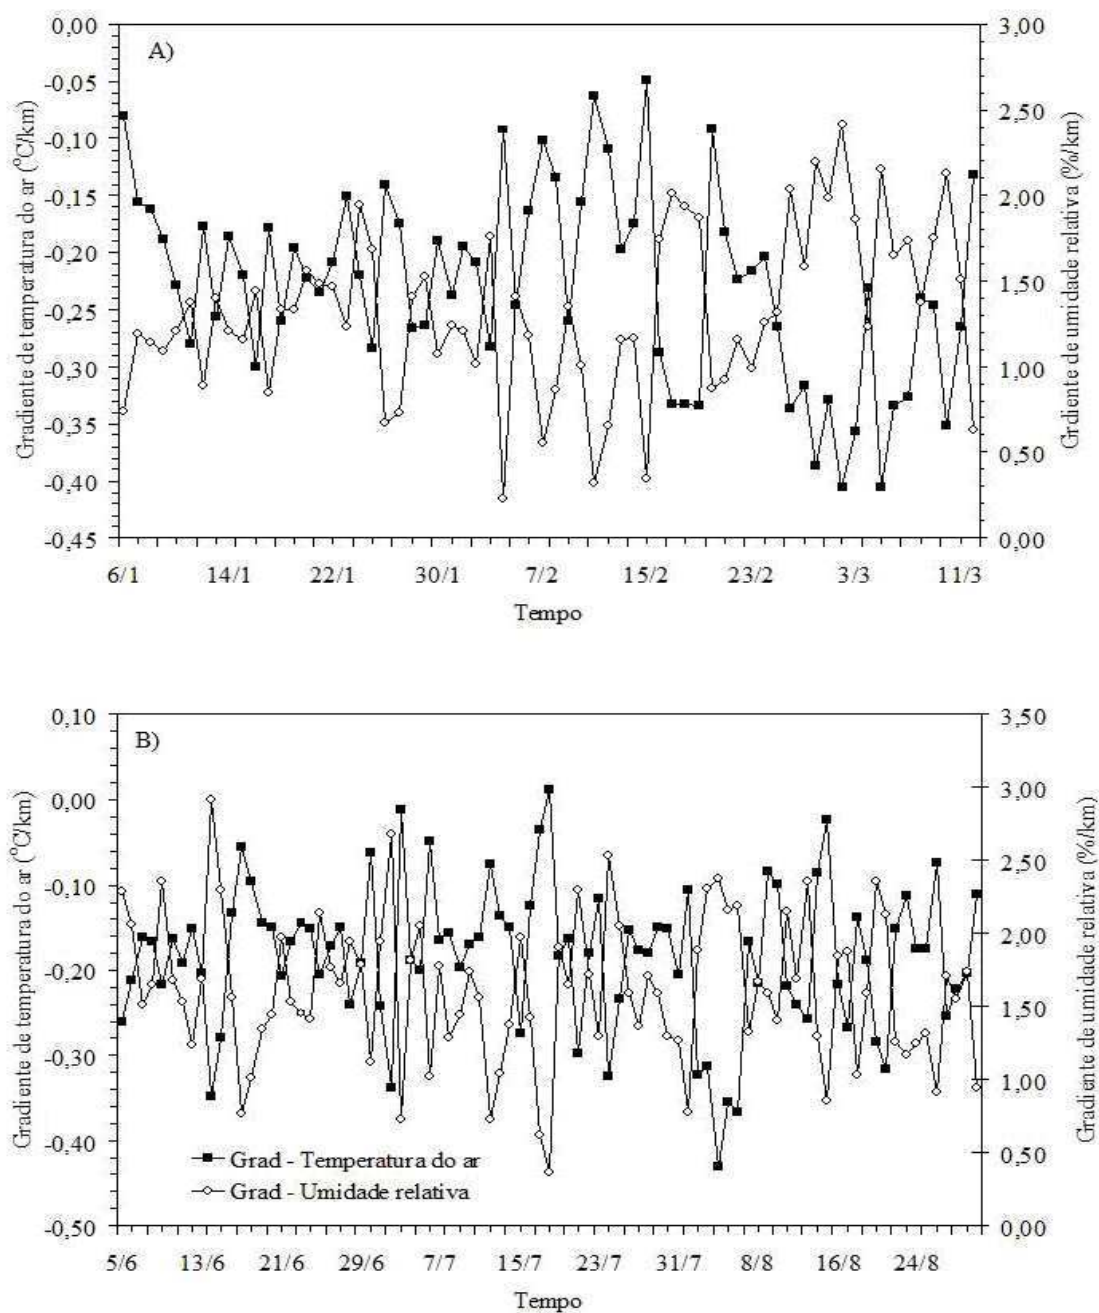 A)
Gradiente de temperatura do ar (°C/km)
0,00
-0,05
-0,10
-0,15
-0,20
-0,25
-0,30
-0,35
-0,40
-0,45
3,00
2,50
2,00
1,50
1,00
0,50
0,00
Grdiente de umidade relativa (%/km)
6/1 14/1 22/1 30/1 7/2 15/2 23/2 3/3 11/3
Tempo
B)
Gradiente de temperatura do ar (°C/km)
0,10
0,00
-0,10
-0,20
-0,30
-0,40
-0,50
3,50
3,00
2,50
2,00
1,50
1,00
0,50
0,00
Gradiente de umidade relativa (%/km)
Grad - Temperatura do ar
Grad - Umidade relativa
5/6 13/6 21/6 29/6 7/7 15/7 23/7 31/7 8/8 16/8 24/8
Tempo